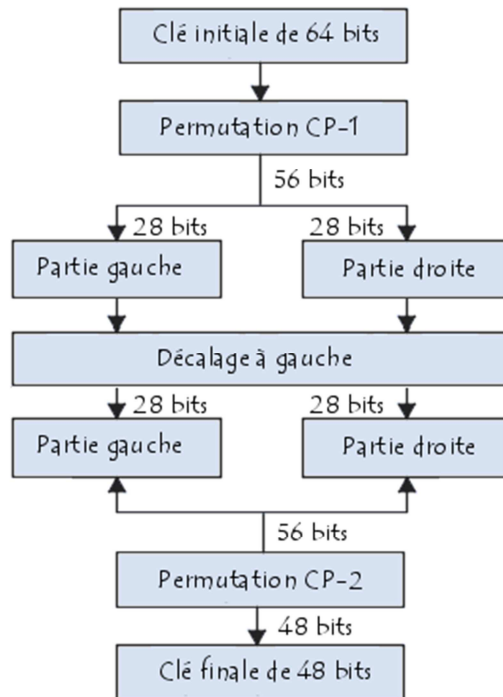 Clé initiale de 64 bits
Permutation CP-1
56 bits
28 bits 28 bits
Partie gauche Partie droite
Décalage à gauche
28 bits 28 bits
Partie gauche Partie droite
56 bits
Permutation CP-2
48 bits
Clé finale de 48 bits